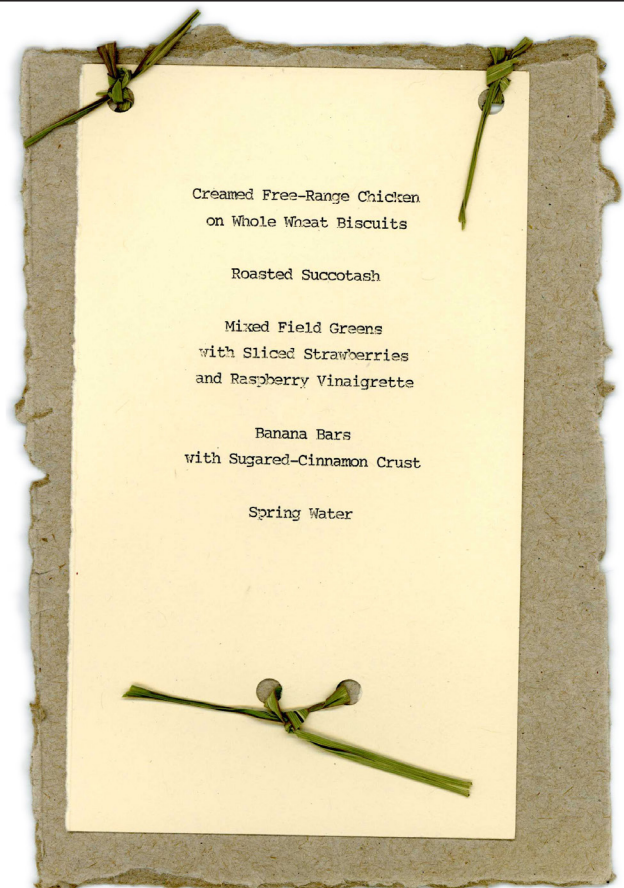 Creamed Free-Range Chicken
on Whole Wheat Biscuits
Roasted Succotash
Mixed Field Greens
with Sliced Strawberries
and Raspberry Vinaigrette
Banana Bars
with Sugared-Cinnamon Crust
Spring Water